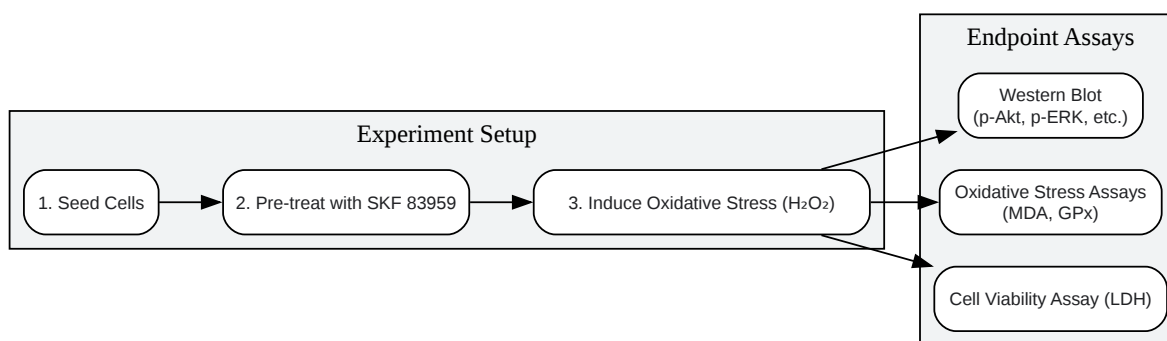 Experiment Setup
1. Seed Cells
2. Pre-treat with SKF 83959
3. Induce Oxidative Stress (H₂O₂)
Endpoint Assays
Western Blot
(p-Akt, p-ERK, etc.)
Oxidative Stress Assays
(MDA, GPx)
Cell Viability Assay (LDH)